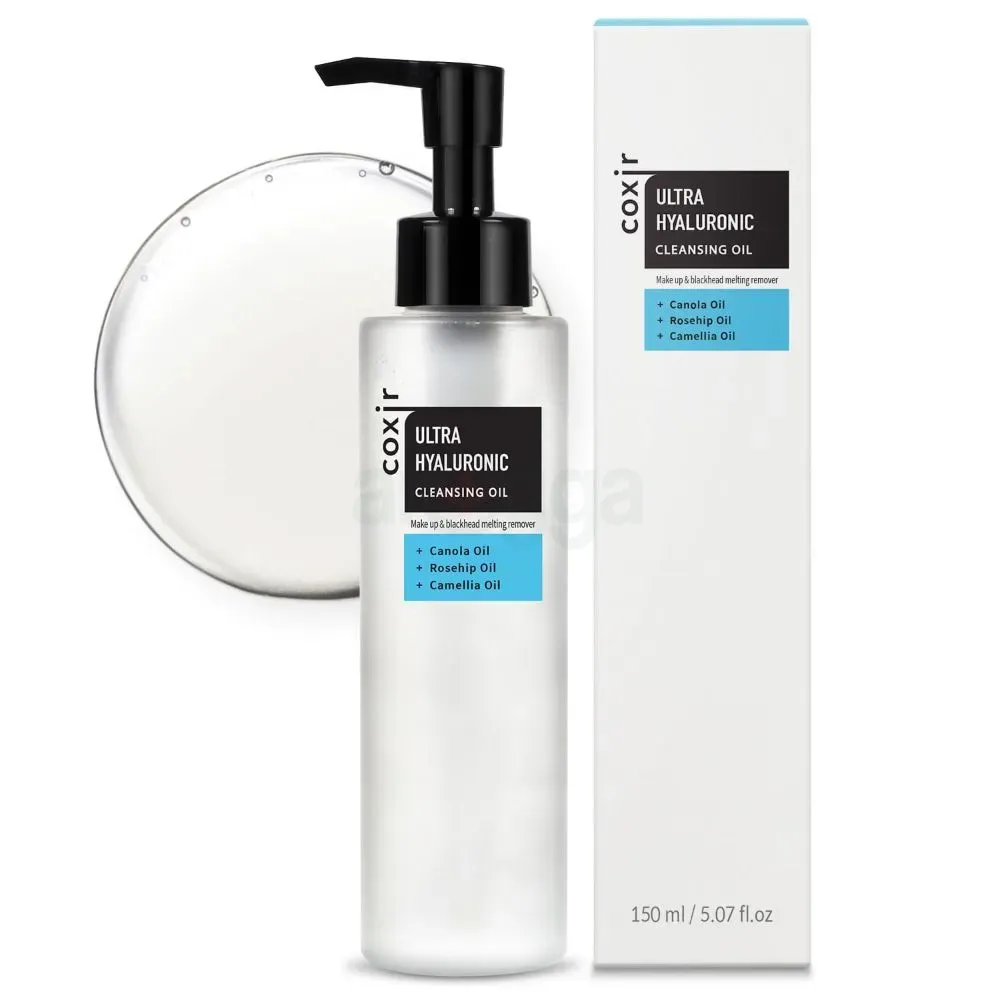 coxir
ULTRA
HYALURONIC
CLEANSING OIL
Make up & blackhead melting remover
+ Canola Oil
+ Rosehip Oil
+ Camellia Oil
coxir
ULTRA
HYALURONIC
CLEANSING OIL
Make up & blackhead melting remover
+ Canola Oil
+ Rosehip Oil
+ Camellia Oil
150 ml / 5.07 fl.oz